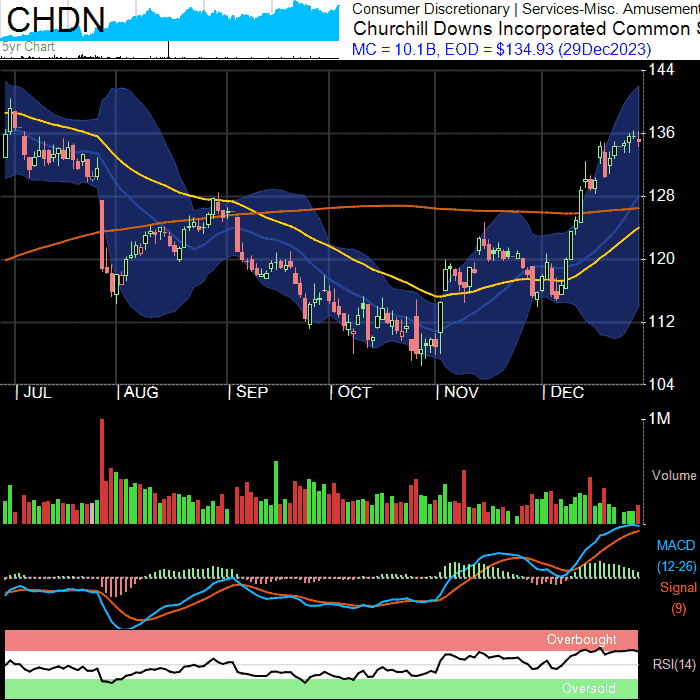 CHDN
Consumer Discretionary | Services-Misc. Amusement
Churchill Downs Incorporated Common
5yr Chart
MC = 10.1B, EOD = $134.93 (29Dec2023)
144
136
128
120
112
104
JUL
AUG
SEP
OCT
NOV
DEC
1M
Volume
MACD
(12-26)
Signal
(9)
Overbought
RSI(14)
Oversold